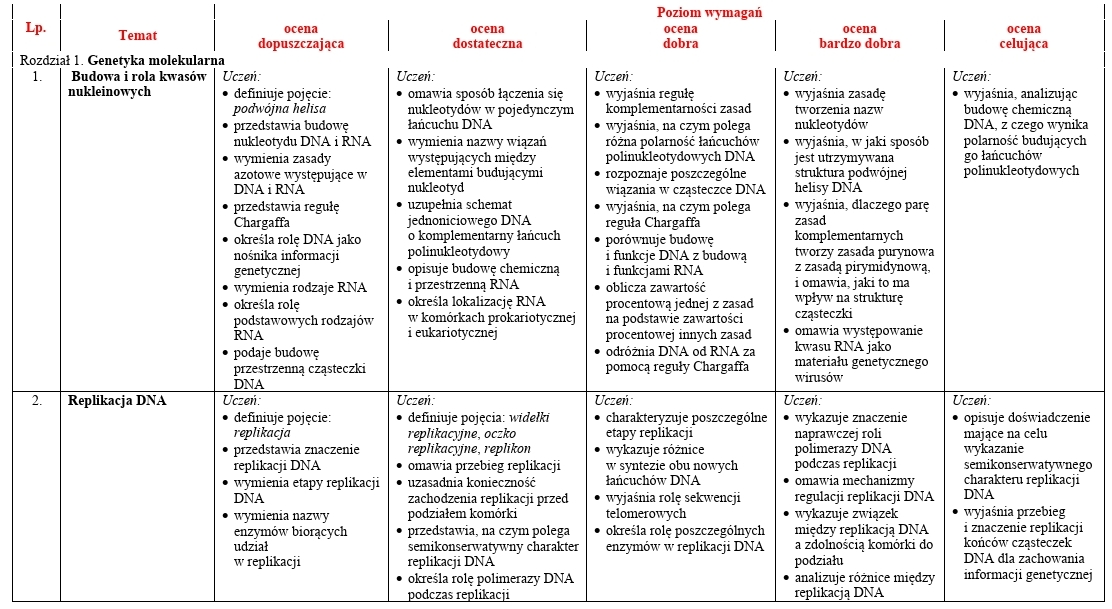 Lp.
Temat
Poziom wymagań
ocena
dopuszczająca
ocena
dostateczna
ocena
dobra
ocena
bardzo dobra
ocena
celująca
Rozdział 1. Genetyka molekularna
1.
Budowa i rola kwasów
nukleinowych
Uczeń:
• definiuje pojęcie:
podwójna helisa
• przedstawia budowę
nukleotydu DNA i RNA
• wymienia zasady
azotowe występujące w
DNA i RNA
• przedstawia regułę
Chargaffa
• określa rolę DNA jako
nośnika informacji
genetycznej
• wymienia rodzaje RNA
• określa rolę
podstawowych rodzajów
RNA
• podaje budowę
przestrzenną cząsteczki
DNA
Uczeń:
• omawia sposób łączenia się
nukleotydów w pojedynczym
łańcuchu DNA
• wymienia nazwy wiązań
występujących między
elementami budującymi
nukleotyd
• uzupełnia schemat
jednoniciowego DNA
o komplementarny łańcuch
polinukleotydowy
• opisuje budowę chemiczną
i przestrzenną RNA
• określa lokalizację RNA
w komórkach prokariotycznej
i eukariotycznej
Uczeń:
• wyjaśnia regułę
komplementarności zasad
• wyjaśnia, na czym polega
różna polarność łańcuchów
polinukleotydowych DNA
• rozpoznaje poszczególne
wiązania w cząsteczce DNA
• wyjaśnia, na czym polega
reguła Chargaffa
• porównuje budowę
i funkcje DNA z budową
i funkcjami RNA
• oblicza zawartość
procentową jednej z zasad
na podstawie zawartości
procentowej innych zasad
• odróżnia DNA od RNA za
pomocą reguły Chargaffa
Uczeń:
• wyjaśnia zasadę
tworzenia nazw
nukleotydów
• wyjaśnia, w jaki sposób
jest utrzymywana
struktura podwójnej
helisy DNA
• wyjaśnia, dlaczego parę
zasad
komplementarnych
tworzy zasada purynowa
z zasadą pirymidynową,
i omawia, jaki to ma
wpływ na strukturę
cząsteczki
• omawia występowanie
kwasu RNA jako
materiału genetycznego
wirusów
Uczeń:
• wyjaśnia, analizując
budowę chemiczną
DNA, z czego wynika
polarność budujących
go łańcuchów
polinukleotydowych
2.
Replikacja DNA
Uczeń:
• definiuje pojęcie:
replikacja
• przedstawia znaczenie
replikacji DNA
• wymienia etapy replikacji
DNA
• wymienia nazwy
enzymów biorących
udział
w replikacji
Uczeń:
• definiuje pojęcia: widełki
replikacyjne, oczko
replikacyjne, replikon
• omawia przebieg replikacji
• uzasadnia konieczność
zachodzenia replikacji przed
podziałem komórki
• przedstawia, na czym polega
semikonserwatywny charakter
replikacji DNA
• określa rolę polimerazy DNA
podczas replikacji
Uczeń:
• charakteryzuje poszczególne
etapy replikacji
• wykazuje różnice
w syntezie obu nowych
łańcuchów DNA
• wyjaśnia rolę sekwencji
telomerowych
• określa rolę poszczególnych
enzymów w replikacji DNA
Uczeń:
• wykazuje znaczenie
naprawczej roli
polimerazy DNA
podczas replikacji
• omawia mechanizmy
regulacji replikacji DNA
• wykazuje związek
między replikacją DNA
a zdolnością komórki do
podziału
• analizuje różnice między
replikacją DNA
Uczeń:
• opisuje doświadczenie
mające na celu
wykazanie
semikonserwatywnego
charakteru replikacji
DNA
• wyjaśnia przebieg
i znaczenie replikacji
końców cząsteczek
DNA dla zachowania
informacji genetycznej